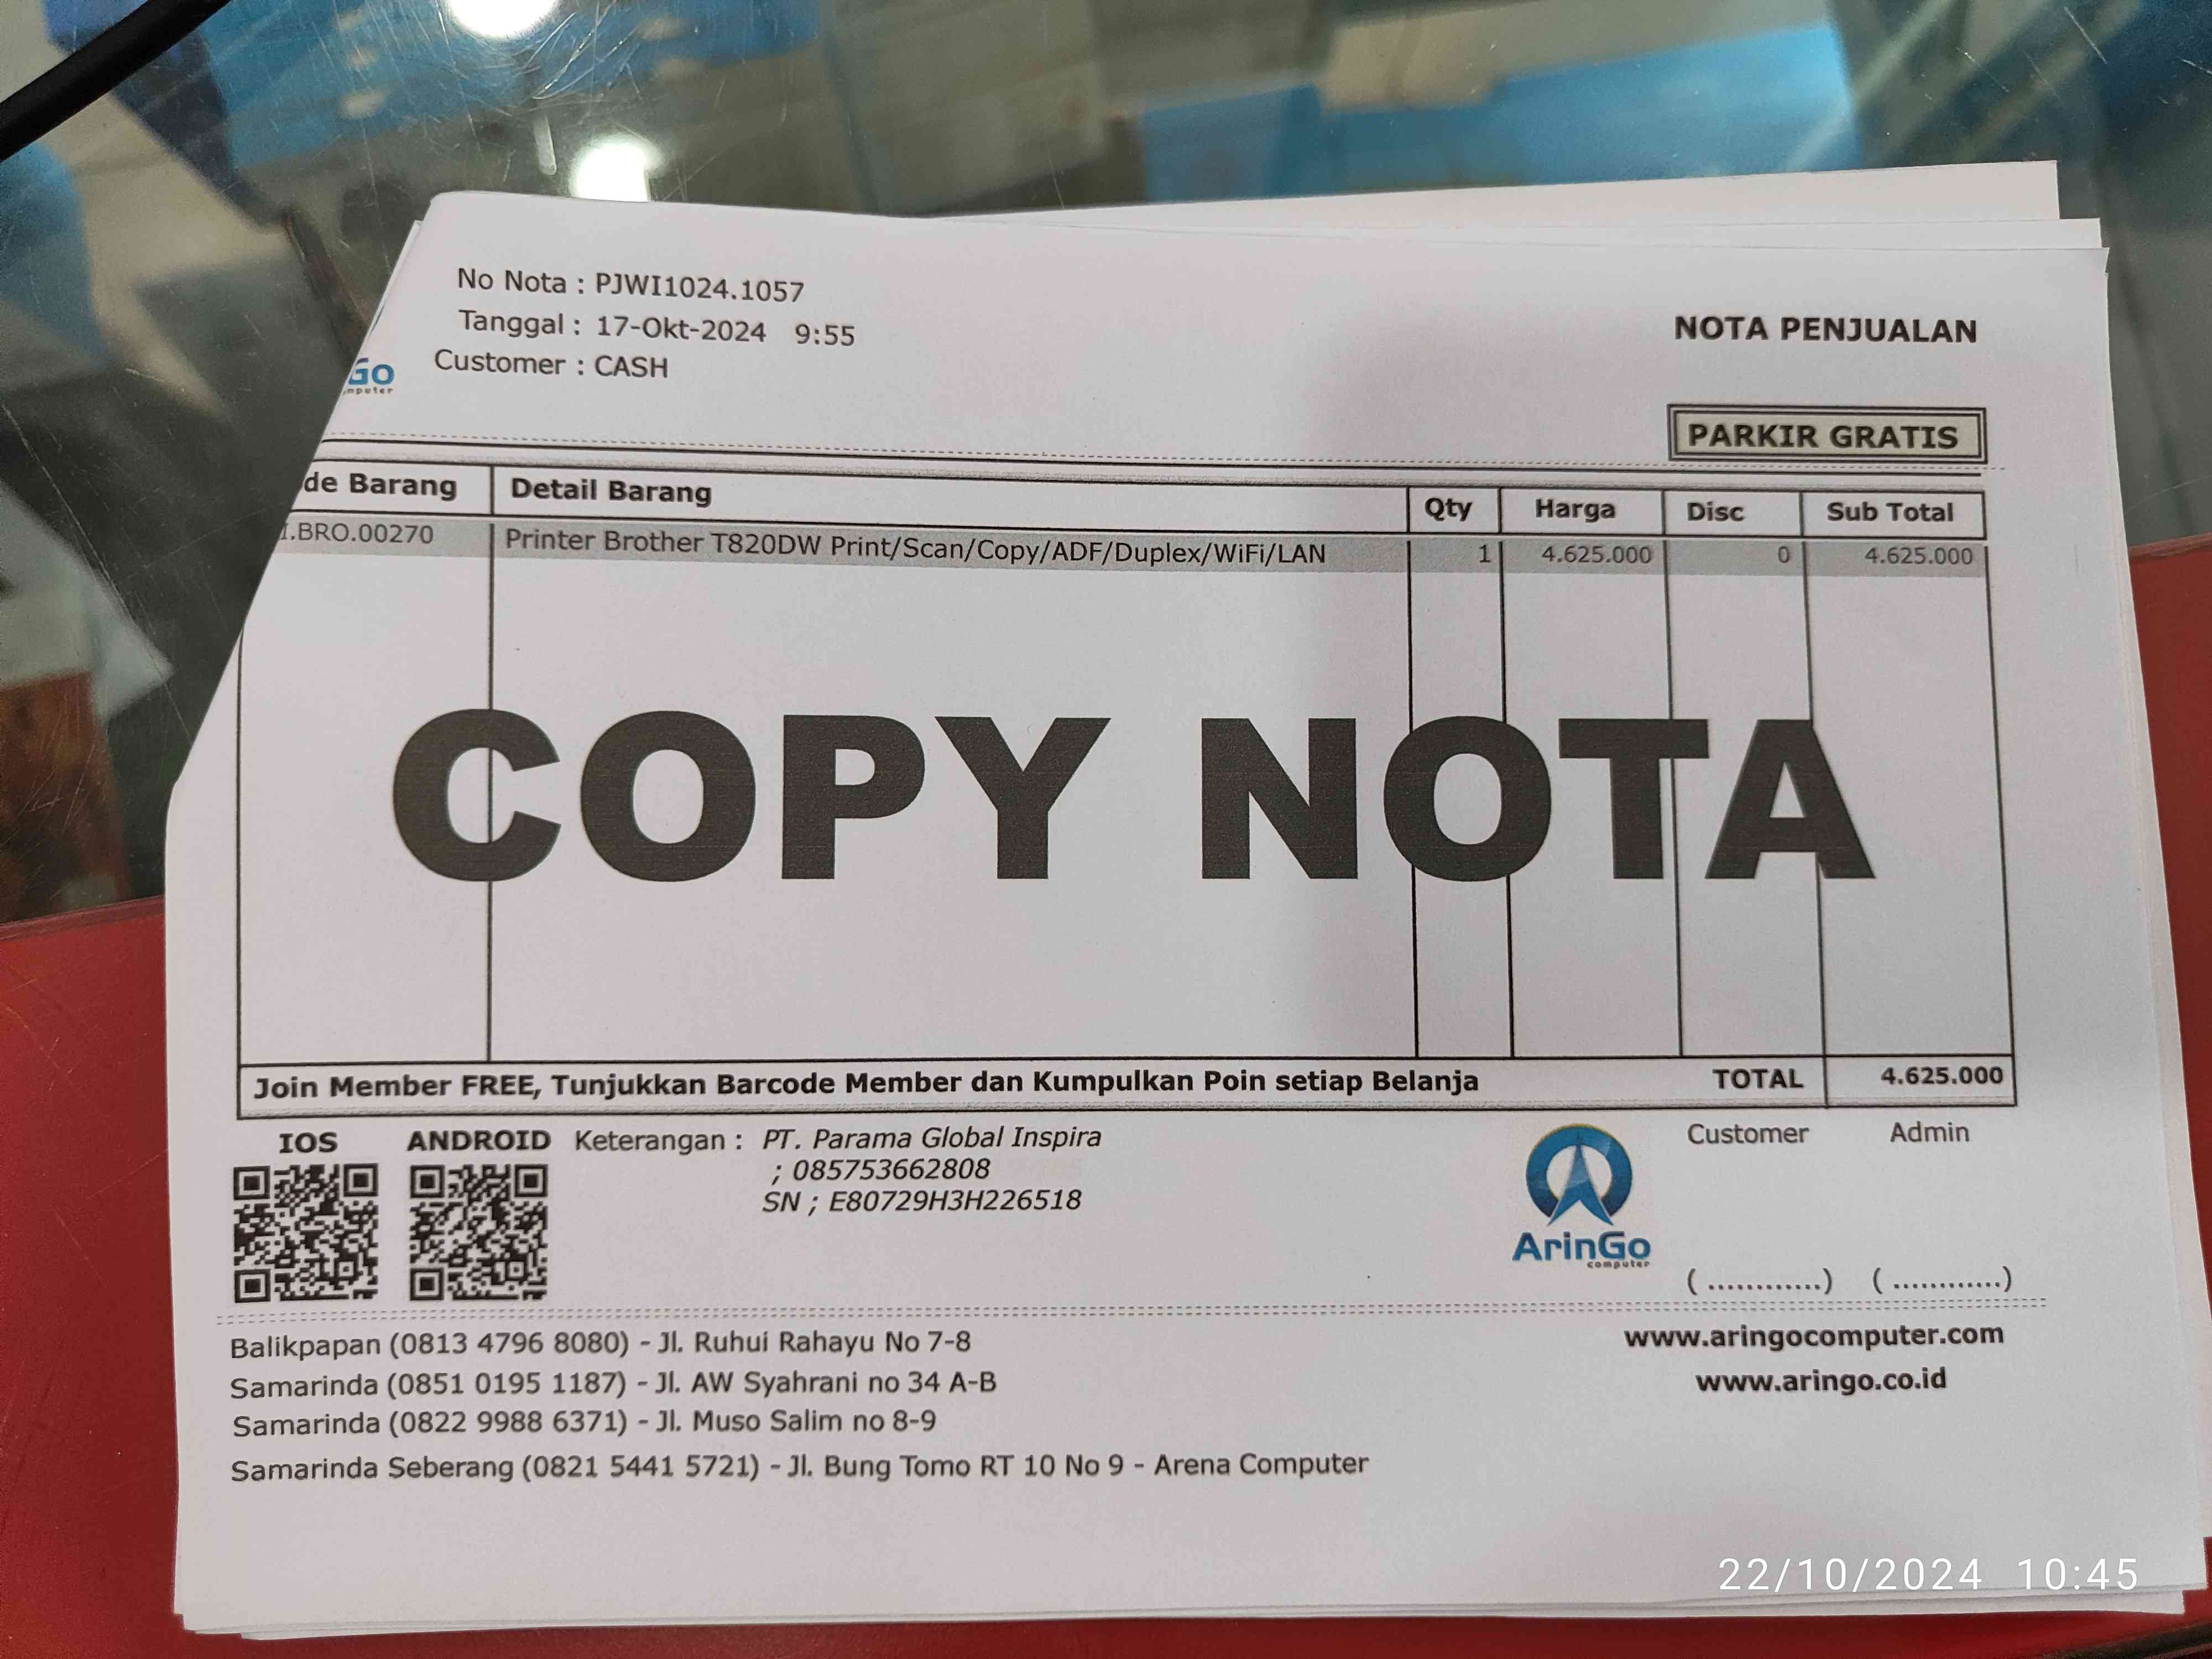 No Nota : PJWI1024.1057
Tanggal : 17-Okt-2024 9:55
Customer : CASH
NOTA PENJUALAN
Go
mputer
PARKIR GRATIS
de Barang Detail Barang Qty Harga Disc Sub Total
I.BRO.00270 Printer Brother T820DW Print/Scan/Copy/ADF/Duplex/WiFi/LAN 1 4.625.000 0 4.625.000
COPY NOTA
Join Member FREE, Tunjukkan Barcode Member dan Kumpulkan Poin setiap Belanja TOTAL 4.625.000
IOS ANDROID Keterangan : PT. Parama Global Inspira
; 085753662808
SN ; E80729H3H226518
Customer Admin
ArinGo
computer
(............) (............)
Balikpapan (0813 4796 8080) - Jl. Ruhui Rahayu No 7-8
Samarinda (0851 0195 1187) - Jl. AW Syahrani no 34 A-B
Samarinda (0822 9988 6371) - Jl. Muso Salim no 8-9
Samarinda Seberang (0821 5441 5721) - Jl. Bung Tomo RT 10 No 9 - Arena Computer
www.aringocomputer.com
www.aringo.co.id
22/10/2024 10:45